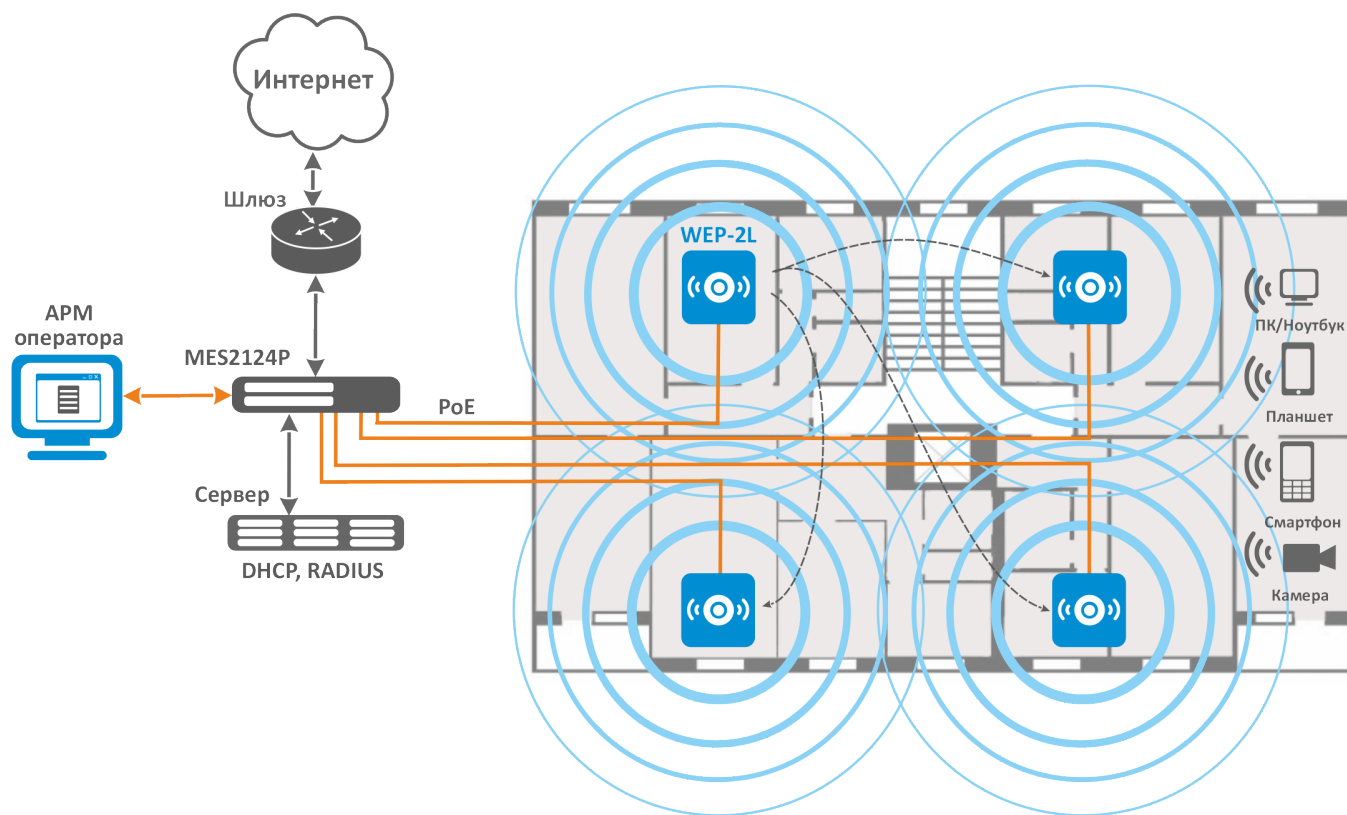 Интернет
Шлюз
АРМ
оператора
MES2124P
PoE
Сервер
DHCP, RADIUS
WEP-2L
ПК/Ноутбук
Планшет
Смартфон
Камера